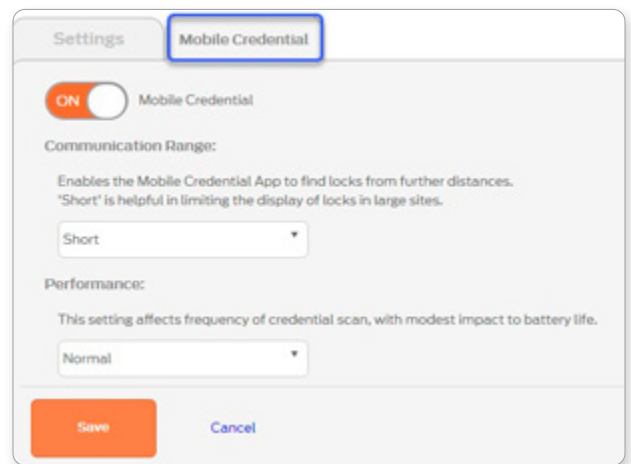 Settings
Mobile Credential
ON Mobile Credential
Communication Range:
Enables the Mobile Credential App to find locks from further distances.
'Short' is helpful in limiting the display of locks in large sites.
Short
Performance:
This setting affects frequency of credential scan, with modest impact to battery life.
Normal
Save Cancel